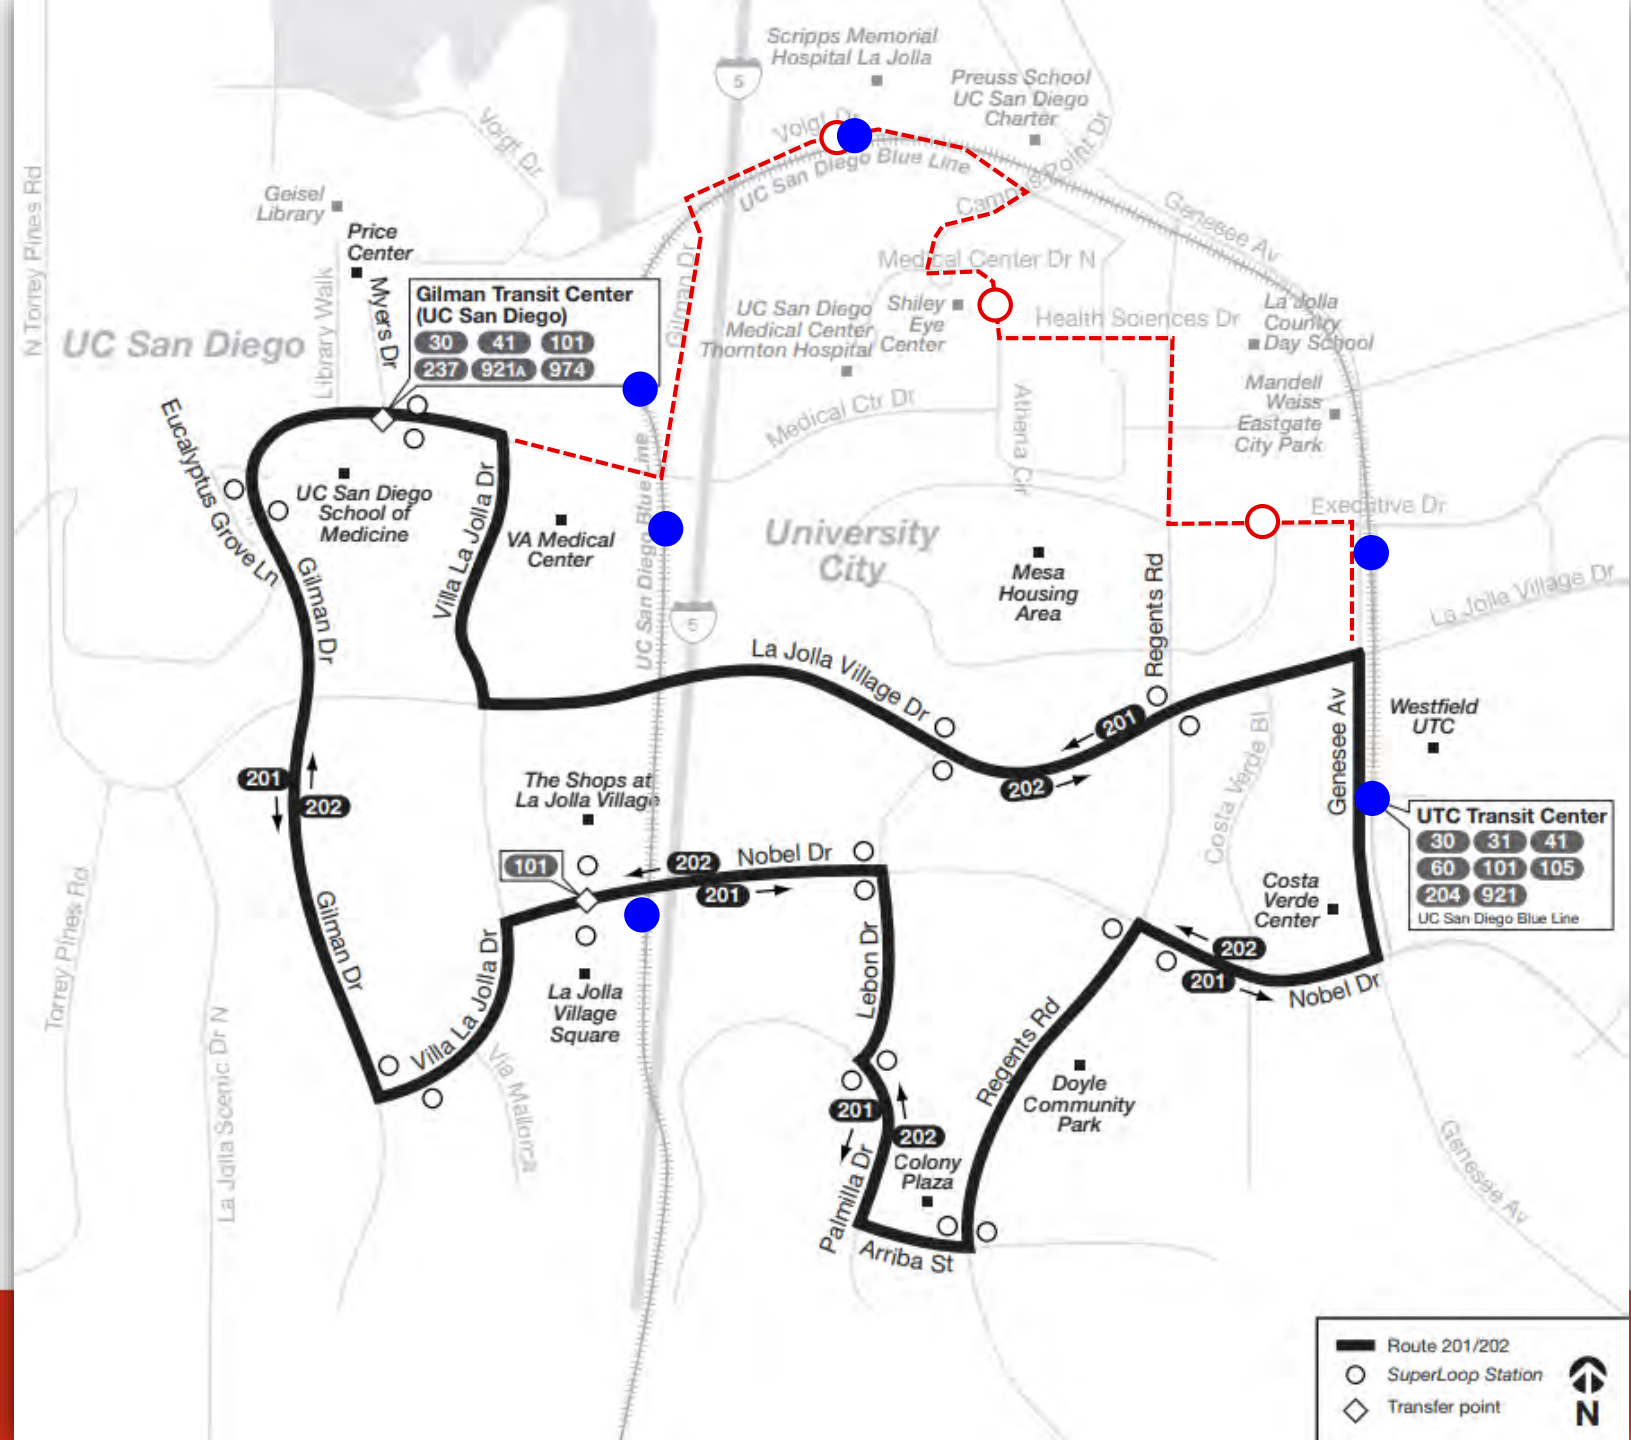 Scripps Memorial
Hospital La Jolla
5
Preuss School
UC San Diego
Charter
Voigt Dr
Voigt Dr
UC San Diego Blue Line
Campus Point Dr
Genesee Av
N Torrey Pines Rd
Geisel
Library
Price
Center
Library Walk
Myers Dr
Gilman Transit Center
(UC San Diego)
30 41 101
237 921A 974
UC San Diego
Gilman Dr
Medical Center Dr N
UC San Diego
Medical Center
Thornton Hospital
Shiley
Eye
Center
Health Sciences Dr
La Jolla
Country
Day School
Mandell
Weiss
Eastgate
City Park
Medical Ctr Dr
Athena Cir
Executive Dr
Eucalyptus Grove Ln
UC San Diego
School of
Medicine
Villa La Jolla Dr
VA Medical
Center
UC San Diego Blue Line
University
City
Mesa
Housing
Area
Regents Rd
La Jolla Village Dr
Gilman Dr
5
La Jolla Village Dr
201
202
Genesee Av
Westfield
UTC
Costa Verde Bl
201
202
The Shops at
La Jolla Village
UTC Transit Center
30 31 41
60 101 105
204 921
UC San Diego Blue Line
101
202
Nobel Dr
201
Costa
Verde
Center
Torrey Pines Rd
Gilman Dr
Villa La Jolla Dr
La Jolla
Village
Square
Lebon Dr
202
201
Nobel Dr
Regents Rd
La Jolla Scenic Dr N
Via Mallorca
Doyle
Community
Park
201
202
Colony
Plaza
Palmilla Dr
Arriba St
Genesee Av
Route 201/202
SuperLoop Station
Transfer point
N